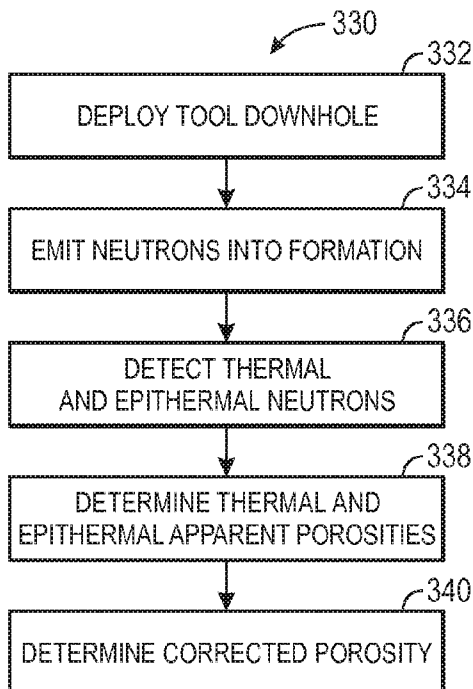 330
332
DEPLOY TOOL DOWNHOLE
334
EMIT NEUTRONS INTO FORMATION
336
DETECT THERMAL
AND EPITHERMAL NEUTRONS
338
DETERMINE THERMAL AND
EPITHERMAL APPARENT POROSITIES
340
DETERMINE CORRECTED POROSITY